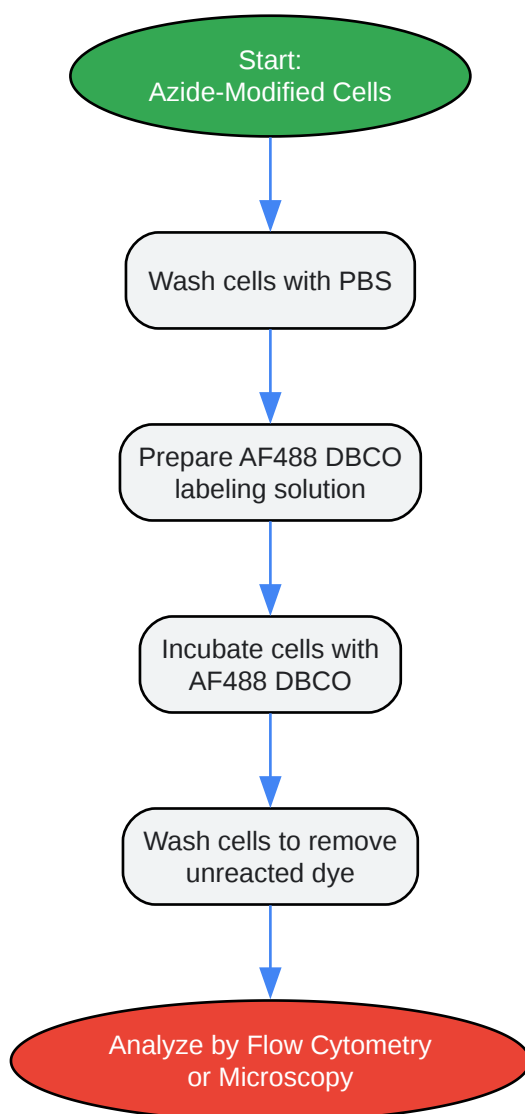 Start:
Azide-Modified Cells
Wash cells with PBS
Prepare AF488 DBCO
labeling solution
Incubate cells with
AF488 DBCO
Wash cells to remove
unreacted dye
Analyze by Flow Cytometry
or Microscopy